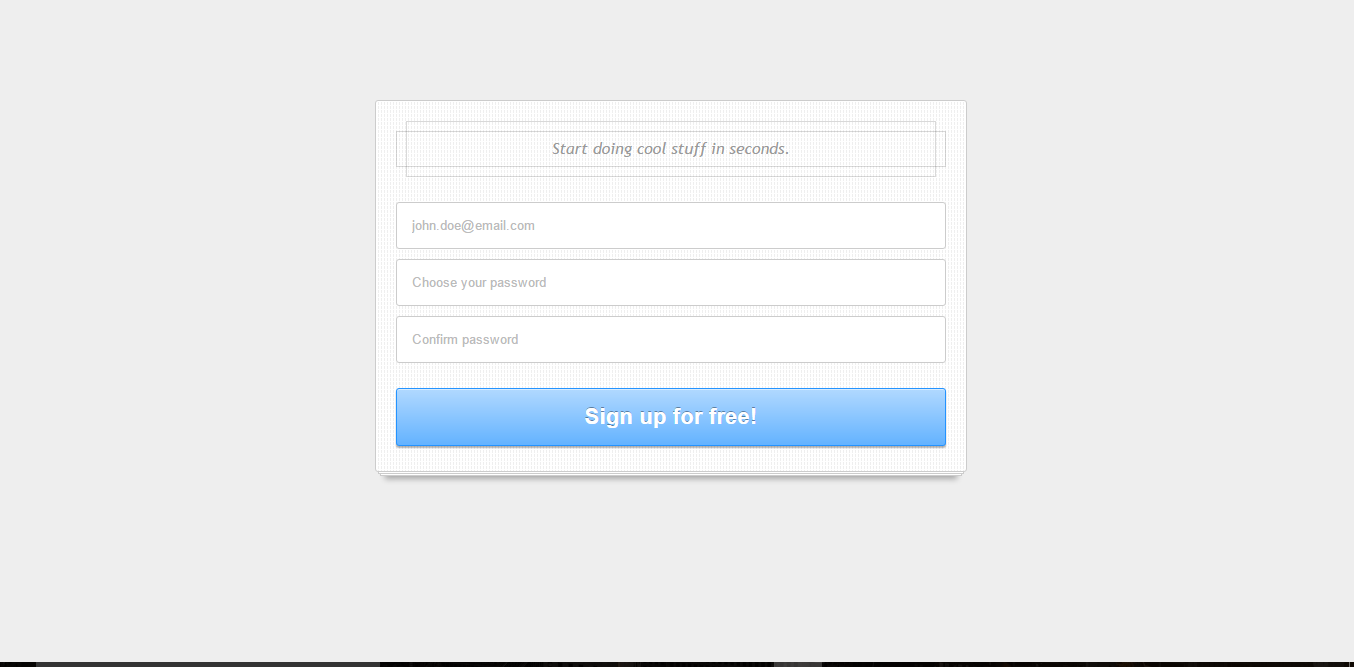 Start doing cool stuff in seconds.
john.doe@email.com
Choose your password
Confirm password
Sign up for free!